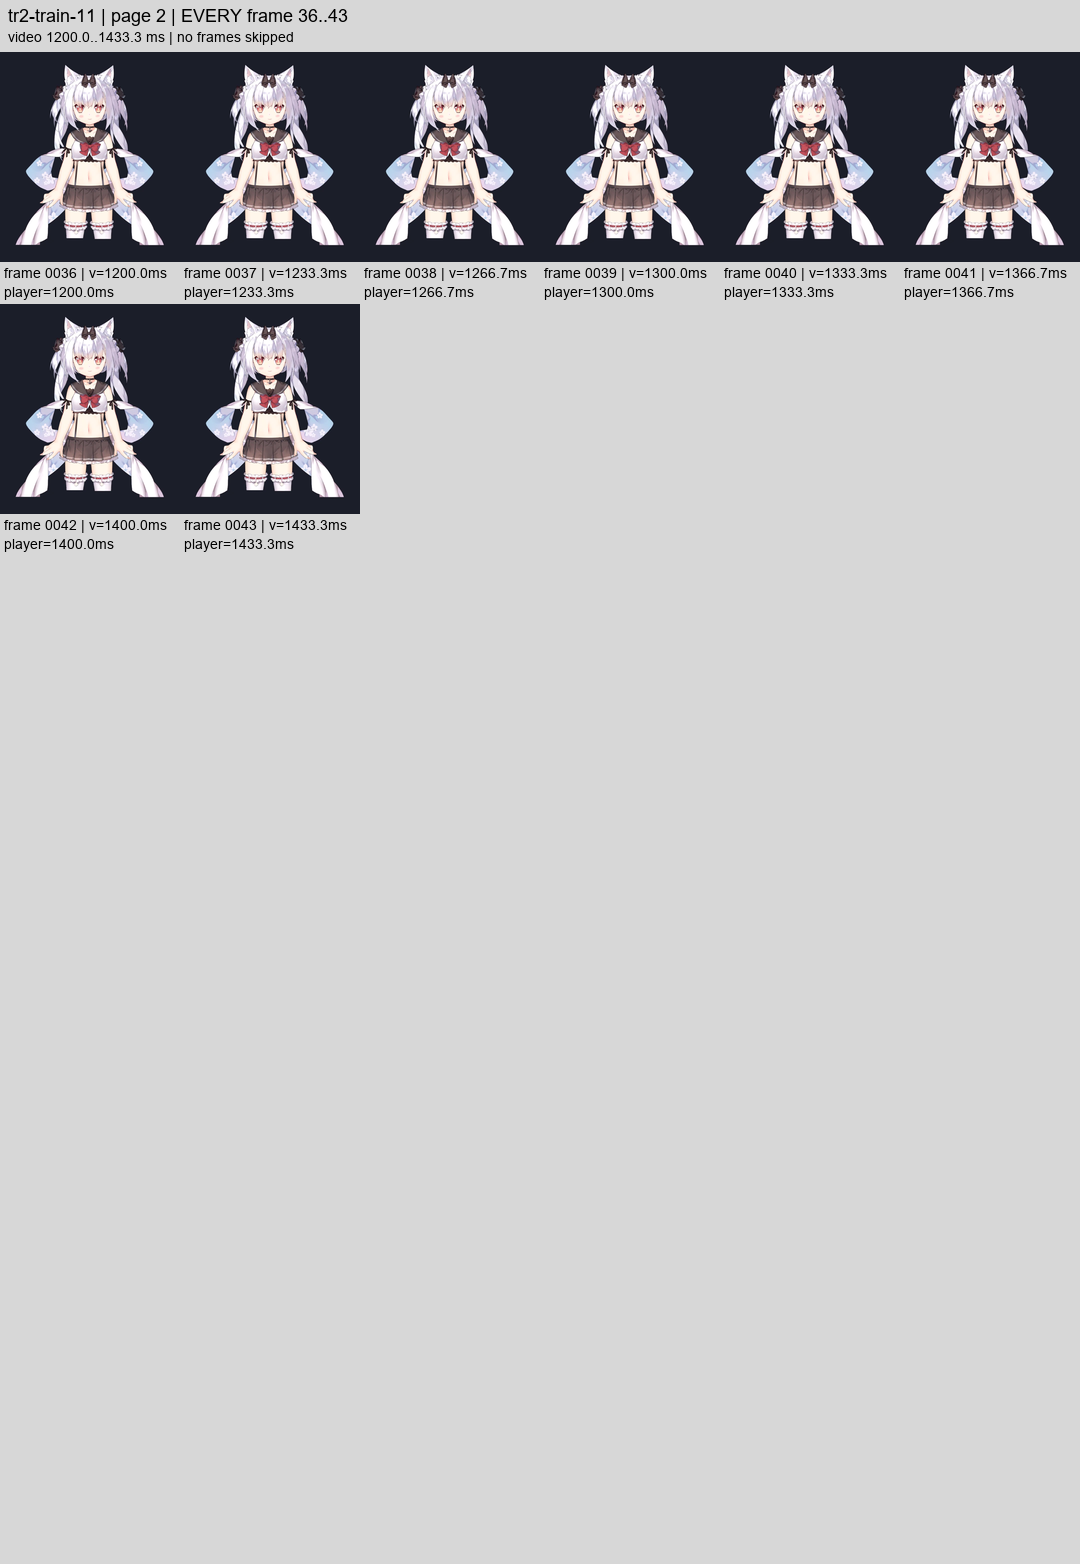 tr2-train-11 | page 2 | EVERY frame 36..43
video 1200.0..1433.3 ms | no frames skipped
frame 0036 | v=1200.0ms
player=1200.0ms
frame 0037 | v=1233.3ms
player=1233.3ms
frame 0038 | v=1266.7ms
player=1266.7ms
frame 0039 | v=1300.0ms
player=1300.0ms
frame 0040 | v=1333.3ms
player=1333.3ms
frame 0041 | v=1366.7ms
player=1366.7ms
frame 0042 | v=1400.0ms
player=1400.0ms
frame 0043 | v=1433.3ms
player=1433.3ms